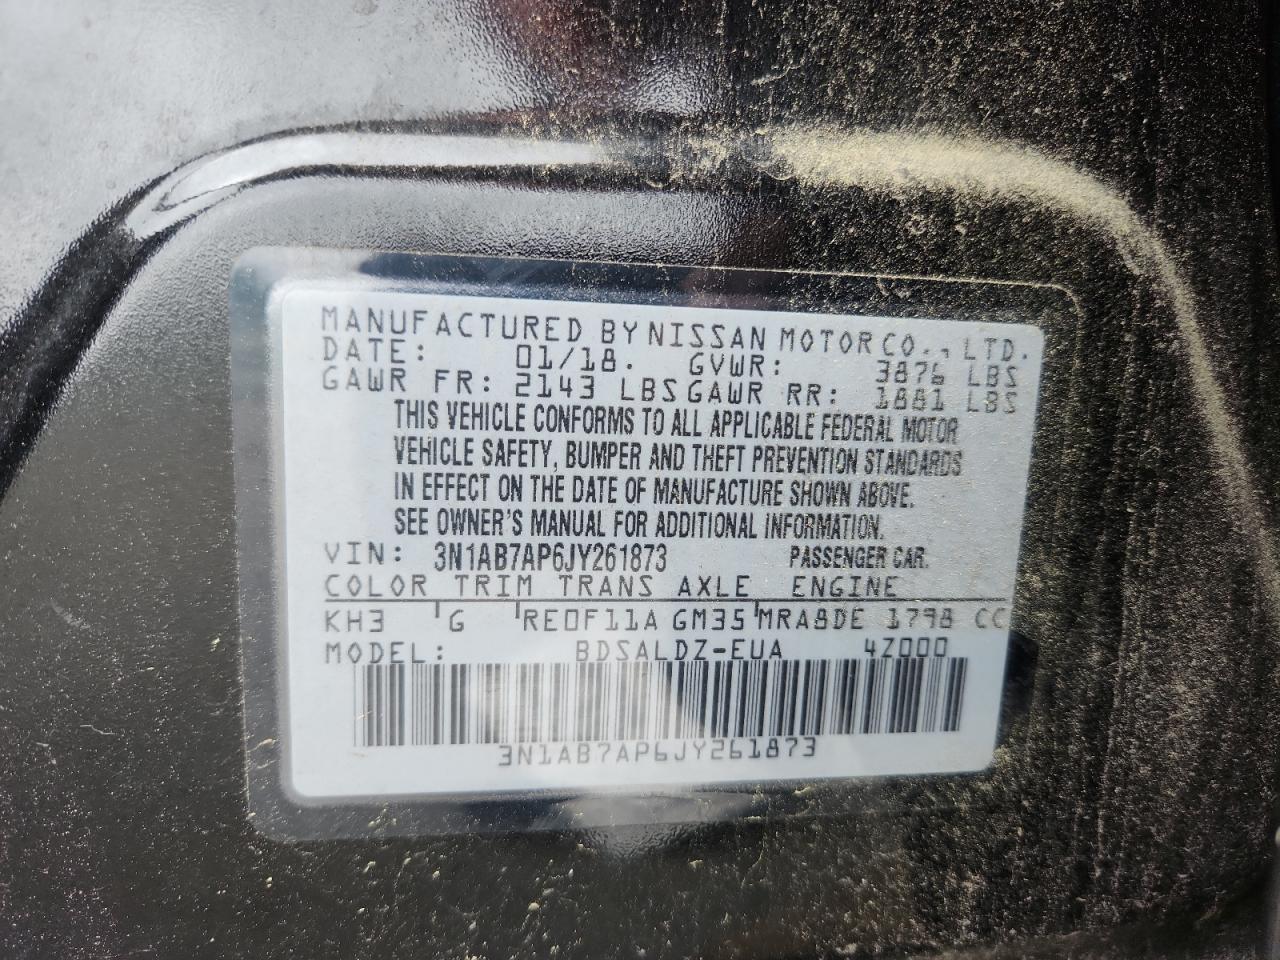 MANUFACTURED BY NISSAN MOTOR CO., LTD.
DATE: 01/18. GVWR: 3876 LBS
GAWR FR: 2143 LBS GAWR RR: 1881 LBS
THIS VEHICLE CONFORMS TO ALL APPLICABLE FEDERAL MOTOR
VEHICLE SAFETY, BUMPER AND THEFT PREVENTION STANDARDS
IN EFFECT ON THE DATE OF MANUFACTURE SHOWN ABOVE.
SEE OWNER'S MANUAL FOR ADDITIONAL INFORMATION.
VIN: 3N1AB7AP6JY261873 PASSENGER CAR.
COLOR TRIM TRANS AXLE ENGINE
KH3 G RE0F11A GM35 MRA8DE 1798 CC
MODEL: BDSALDZ-EUA 4Z000
3N1AB7AP6JY261873